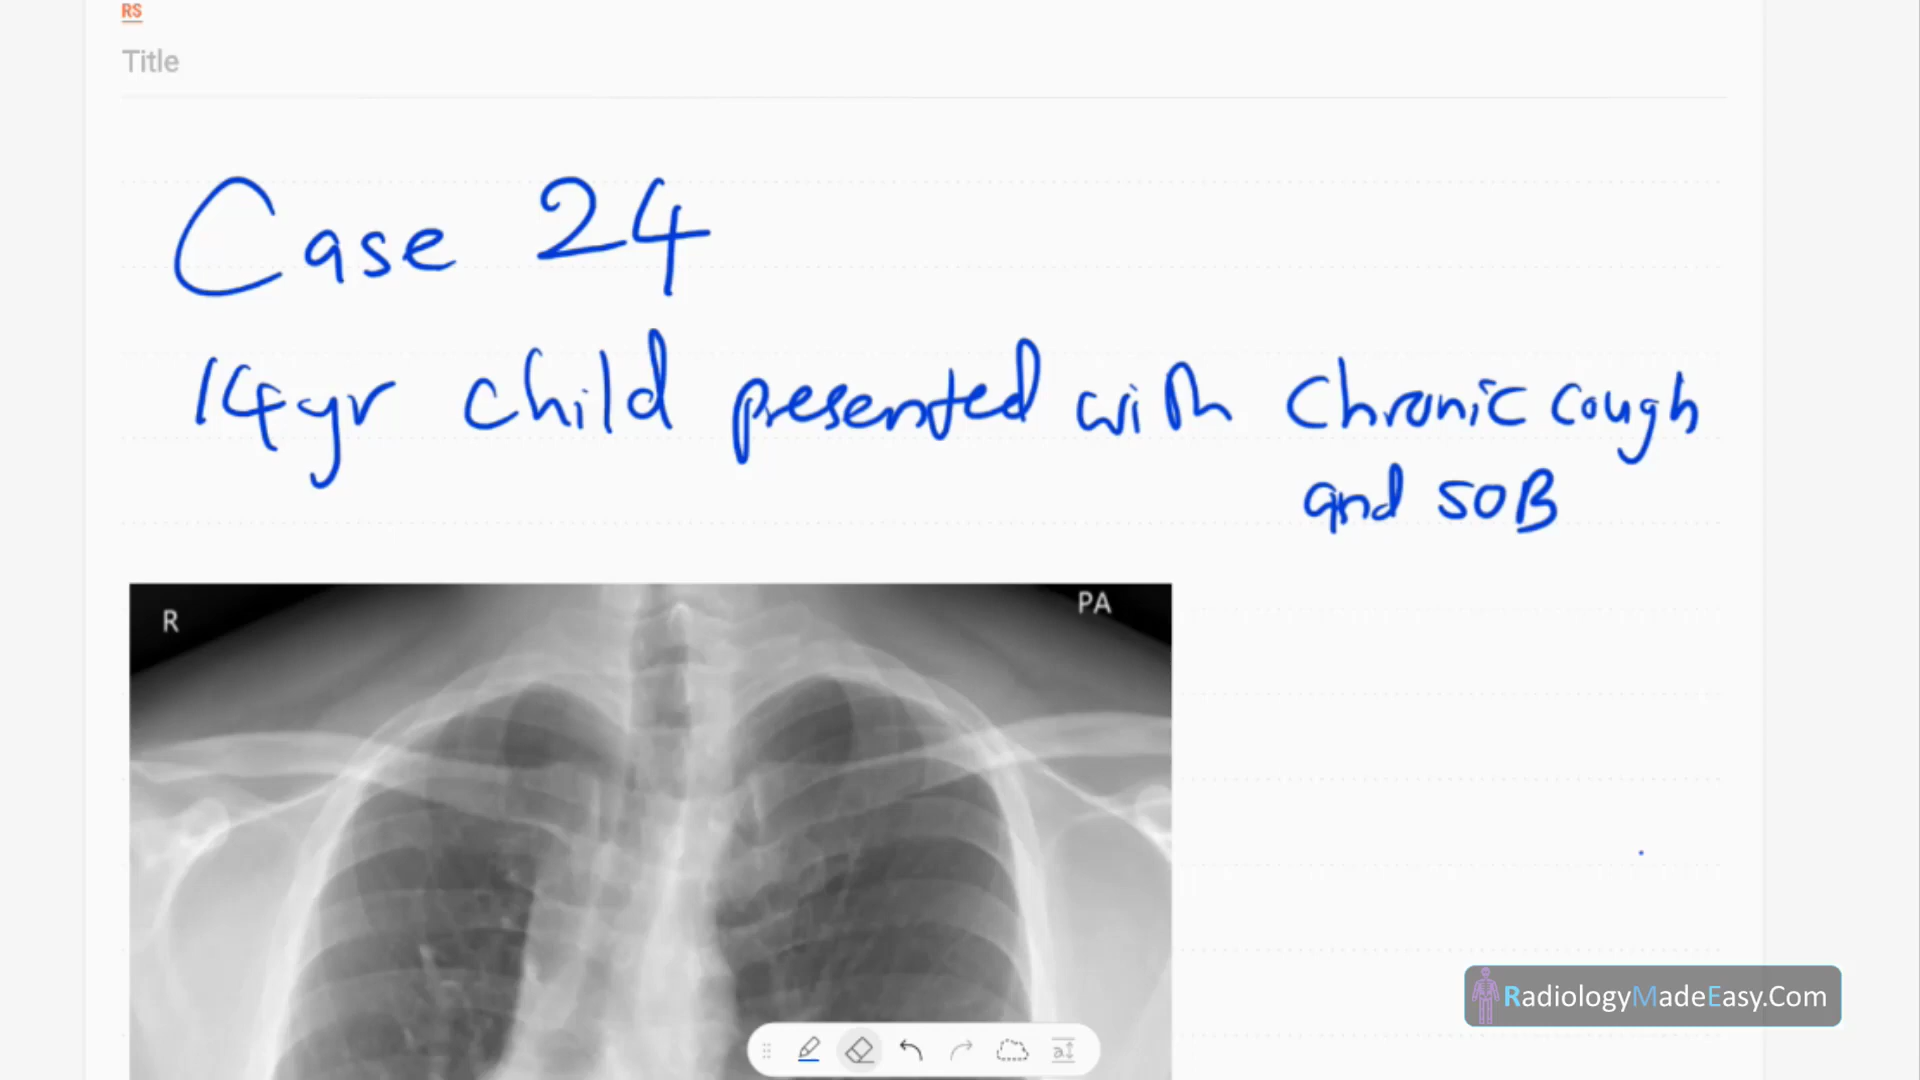 RS
Title
Case 24
14yr child presented with chronic cough
and SOB
R
PA
RadiologyMadeEasy.Com